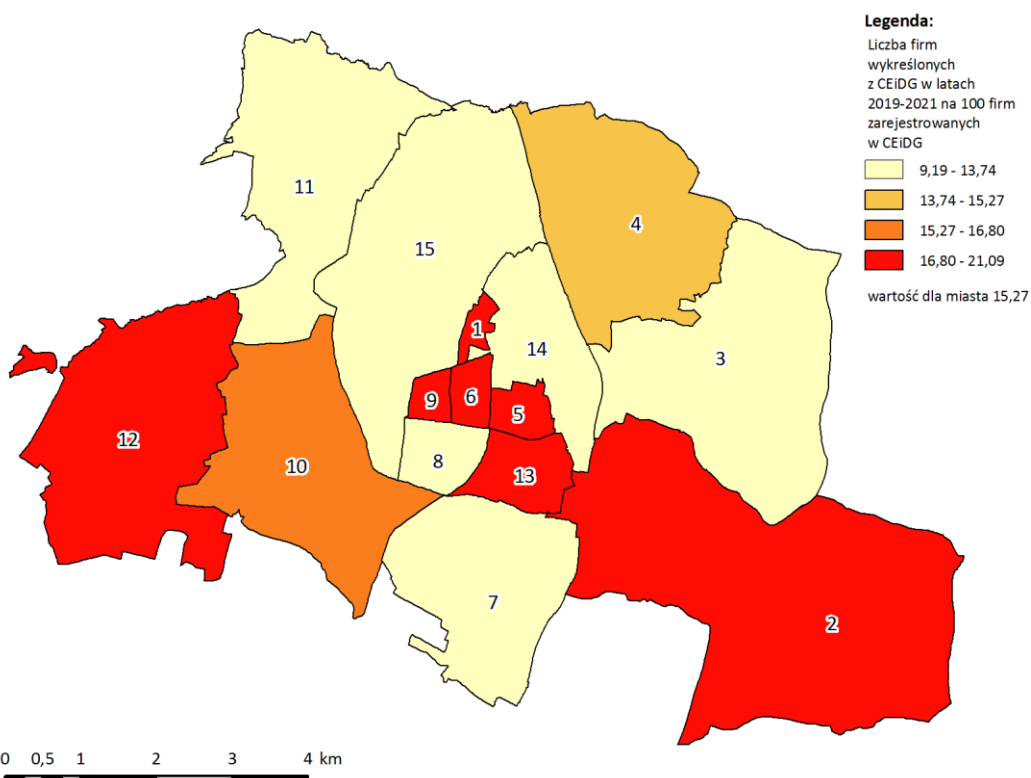 Legenda:
Liczba firm
wykreślonych
z CEiDG w latach
2019-2021 na 100 firm
zarejestrowanych
w CEiDG
9,19 - 13,74
13,74 - 15,27
15,27 - 16,80
16,80 - 21,09
wartość dla miasta 15,27
11
15
4
1
14
3
9
6
5
12
8
10
13
7
2
0 0,5 1 2 3 4 km